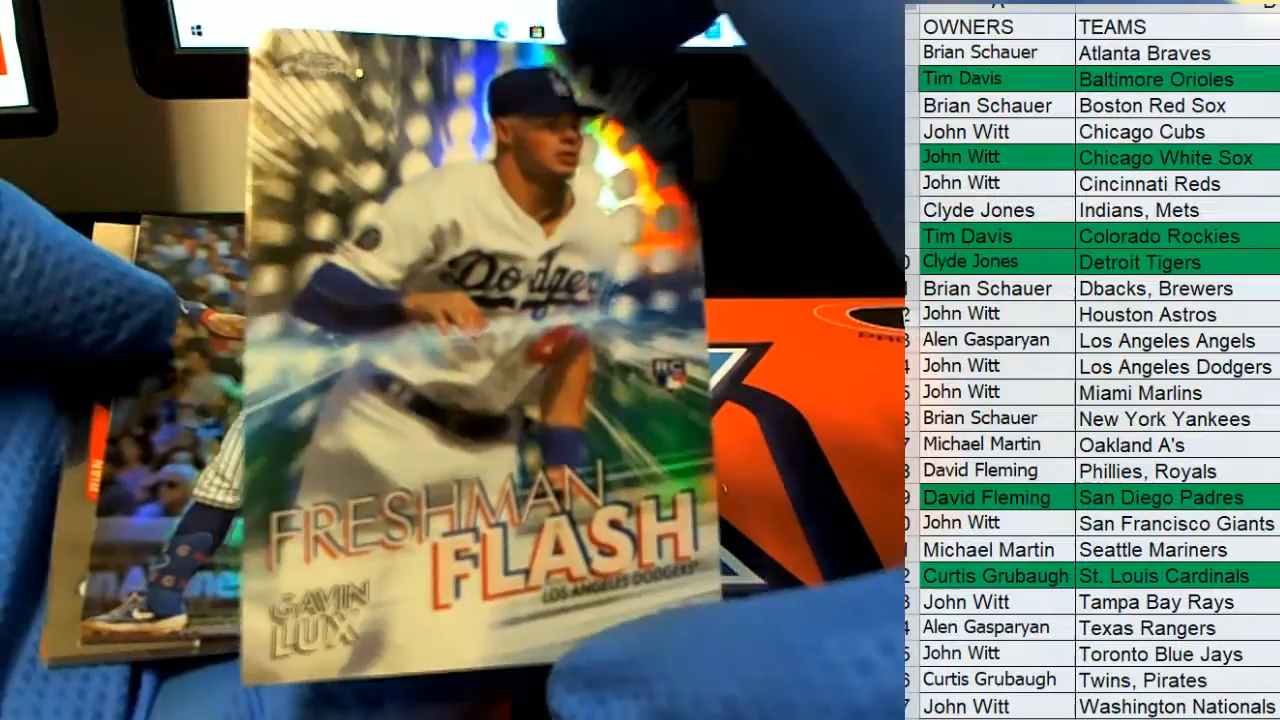 Dodgers
RC
FRESHMAN
FLASH
LOS ANGELES DODGERS
GAVIN
LUX
OWNERS TEAMS
Brian Schauer Atlanta Braves
Tim Davis Baltimore Orioles
Brian Schauer Boston Red Sox
John Witt Chicago Cubs
John Witt Chicago White Sox
John Witt Cincinnati Reds
Clyde Jones Indians, Mets
Tim Davis Colorado Rockies
Clyde Jones Detroit Tigers
Brian Schauer Dbacks, Brewers
John Witt Houston Astros
Alen Gasparyan Los Angeles Angels
John Witt Los Angeles Dodgers
John Witt Miami Marlins
Brian Schauer New York Yankees
Michael Martin Oakland A's
David Fleming Phillies, Royals
David Fleming San Diego Padres
John Witt San Francisco Giants
Michael Martin Seattle Mariners
Curtis Grubaugh St. Louis Cardinals
John Witt Tampa Bay Rays
Alen Gasparyan Texas Rangers
John Witt Toronto Blue Jays
Curtis Grubaugh Twins, Pirates
John Witt Washington Nationals